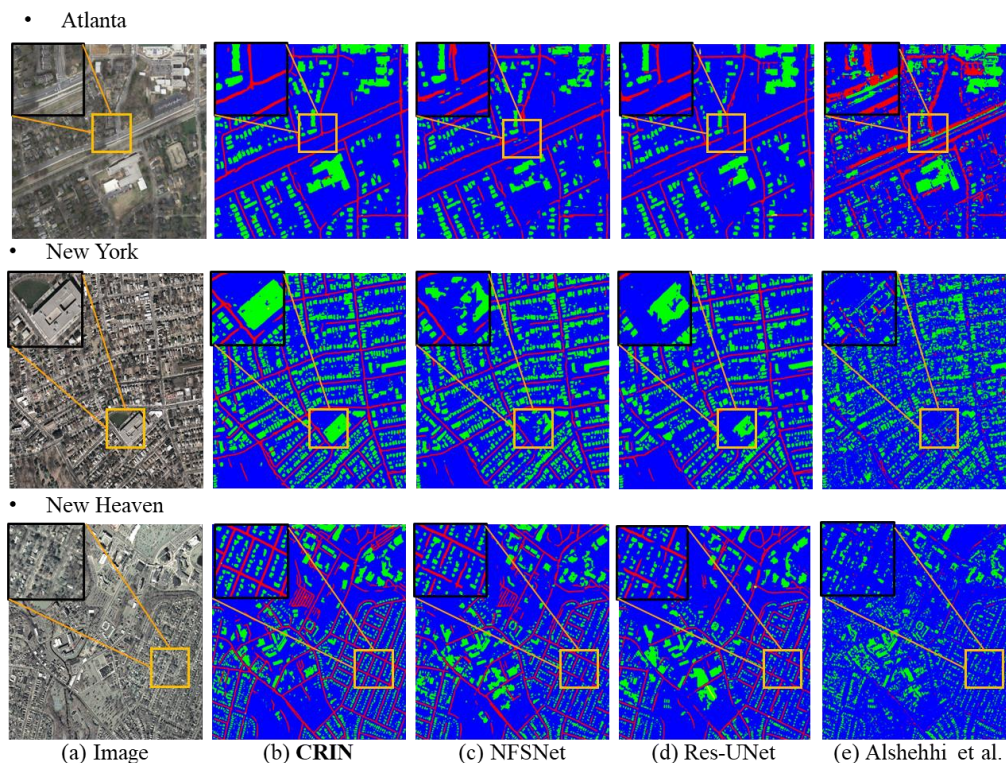 • Atlanta
• New York
• New Heaven
(a) Image (b) CRIN (c) NFSNet (d) Res-UNet (e) Alshehhi et al.